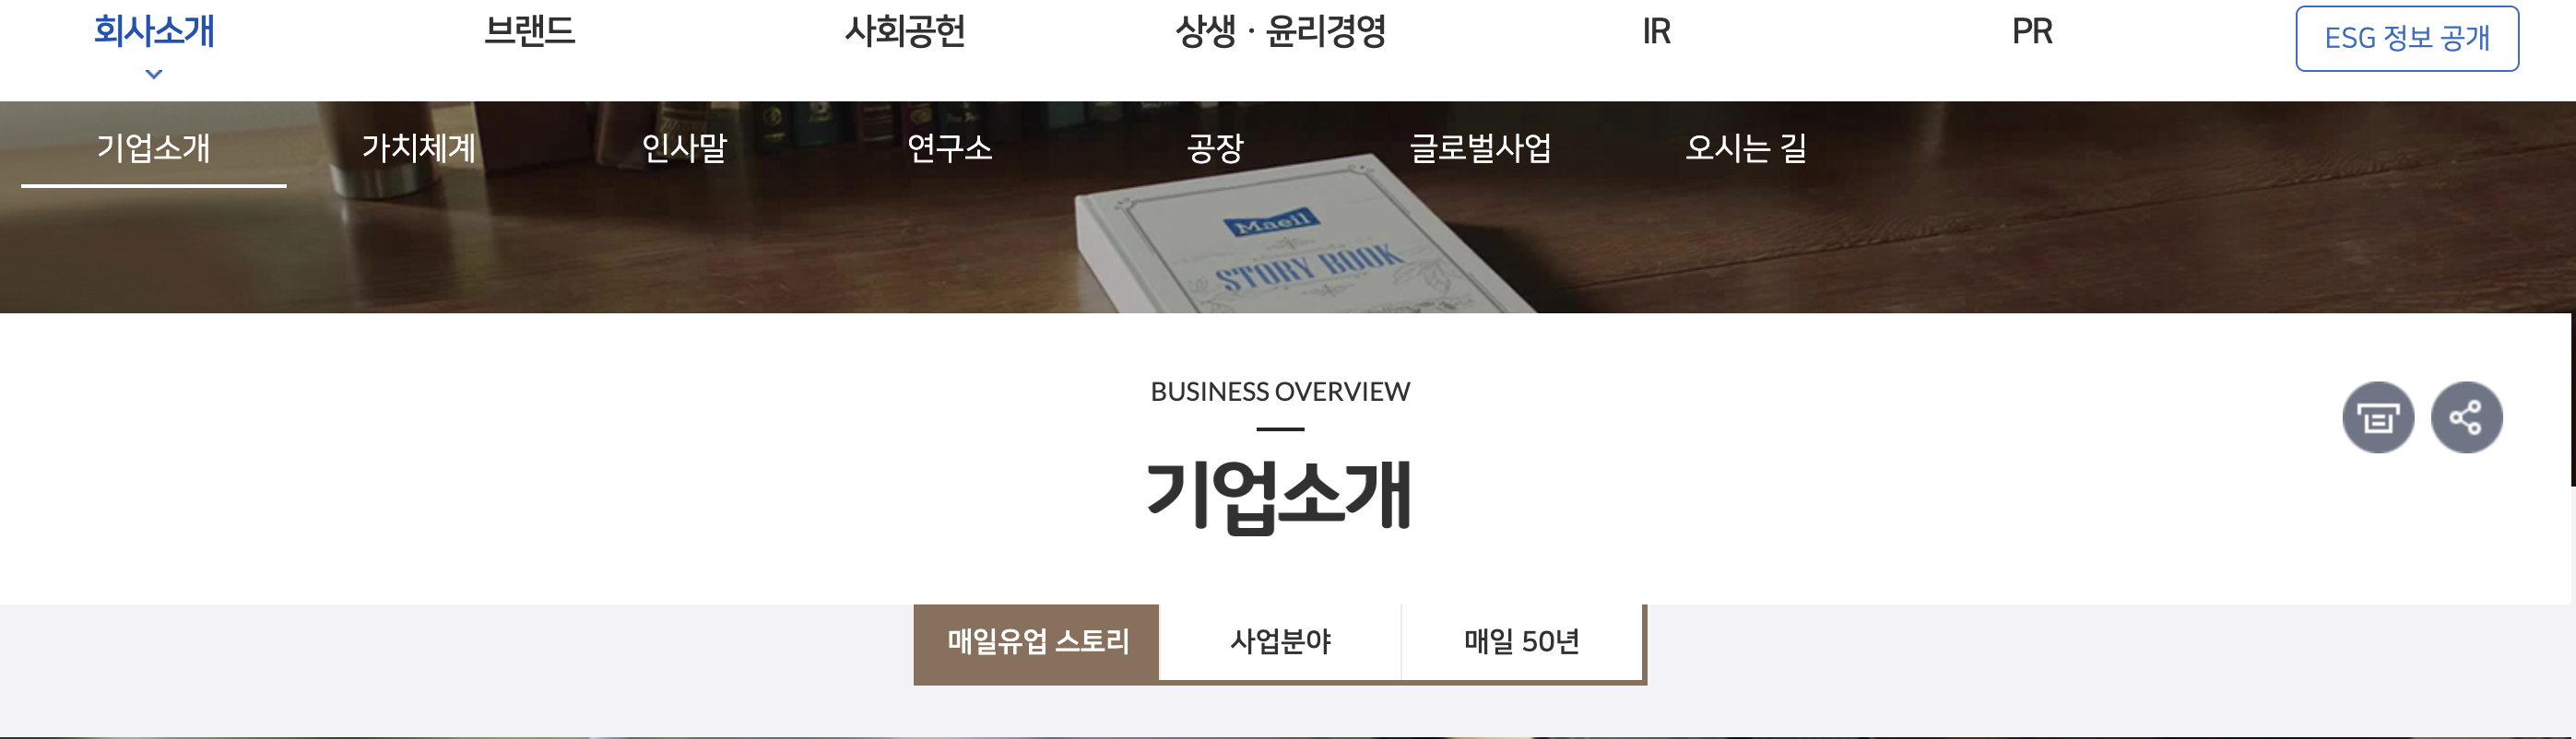 회사소개 브랜드 사회공헌 상생 · 윤리경영 IR PR ESG 정보 공개
기업소개 가치체계 인사말 연구소 공장 글로벌사업 오시는 길
Maeil
STORY BOOK
BUSINESS OVERVIEW
기업소개
매일유업 스토리 사업분야 매일 50년